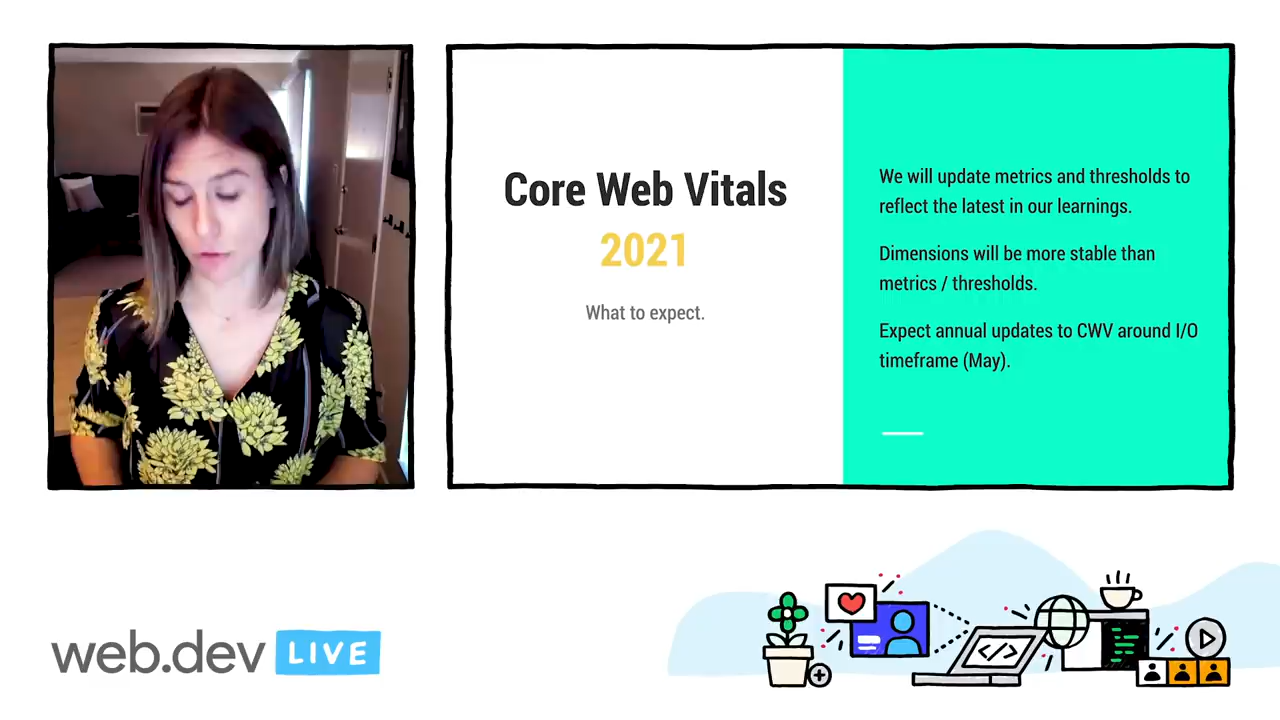 Core Web Vitals
2021
What to expect.
We will update metrics and thresholds to
reflect the latest in our learnings.
Dimensions will be more stable than
metrics / thresholds.
Expect annual updates to CWV around I/O
timeframe (May).
web.dev LIVE
</>